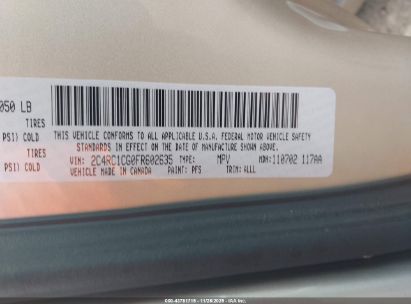 050 LB
THIS VEHICLE CONFORMS TO ALL APPLICABLE U.S.A. FEDERAL MOTOR VEHICLE SAFETY
PSI) COLD STANDARDS IN EFFECT ON THE DATE OF MANUFACTURE SHOWN ABOVE.
TIRES VIN: 2C4RC1CG0FR602635 TYPE: MPV MDH: 110702 117AA
PSI) COLD VEHICLE MADE IN CANADA PAINT: PFS TRIM: ALLL
TIRES